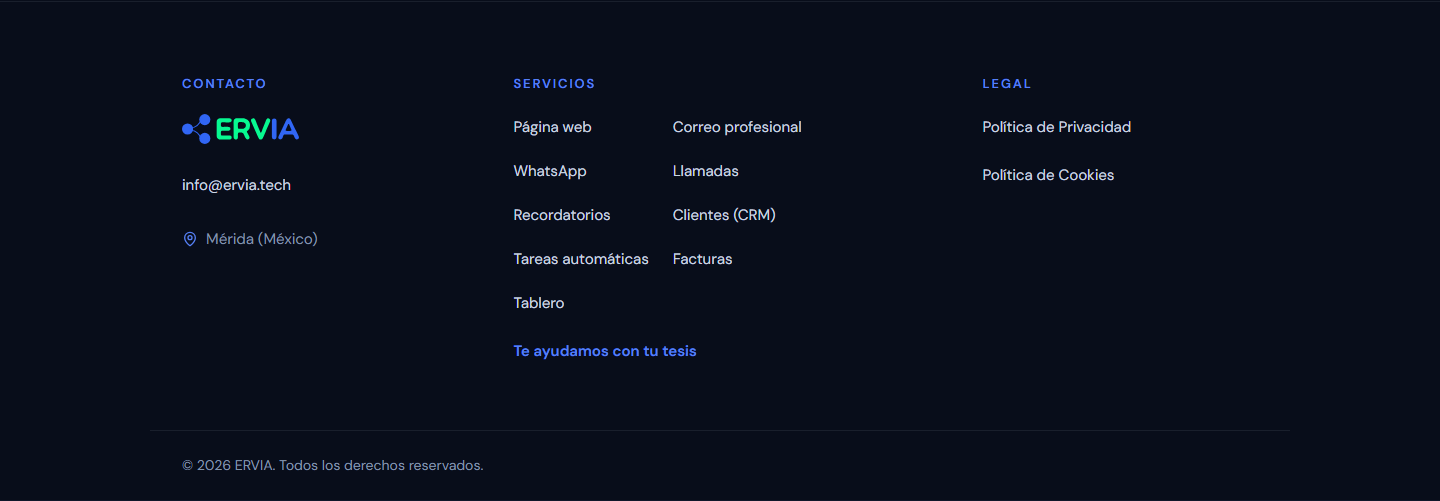 CONTACTO
ERVIA
info@ervia.tech
Mérida (México)
SERVICIOS
Página web
Correo profesional
WhatsApp
Llamadas
Recordatorios
Clientes (CRM)
Tareas automáticas
Facturas
Tablero
Te ayudamos con tu tesis
LEGAL
Política de Privacidad
Política de Cookies
© 2026 ERVIA. Todos los derechos reservados.